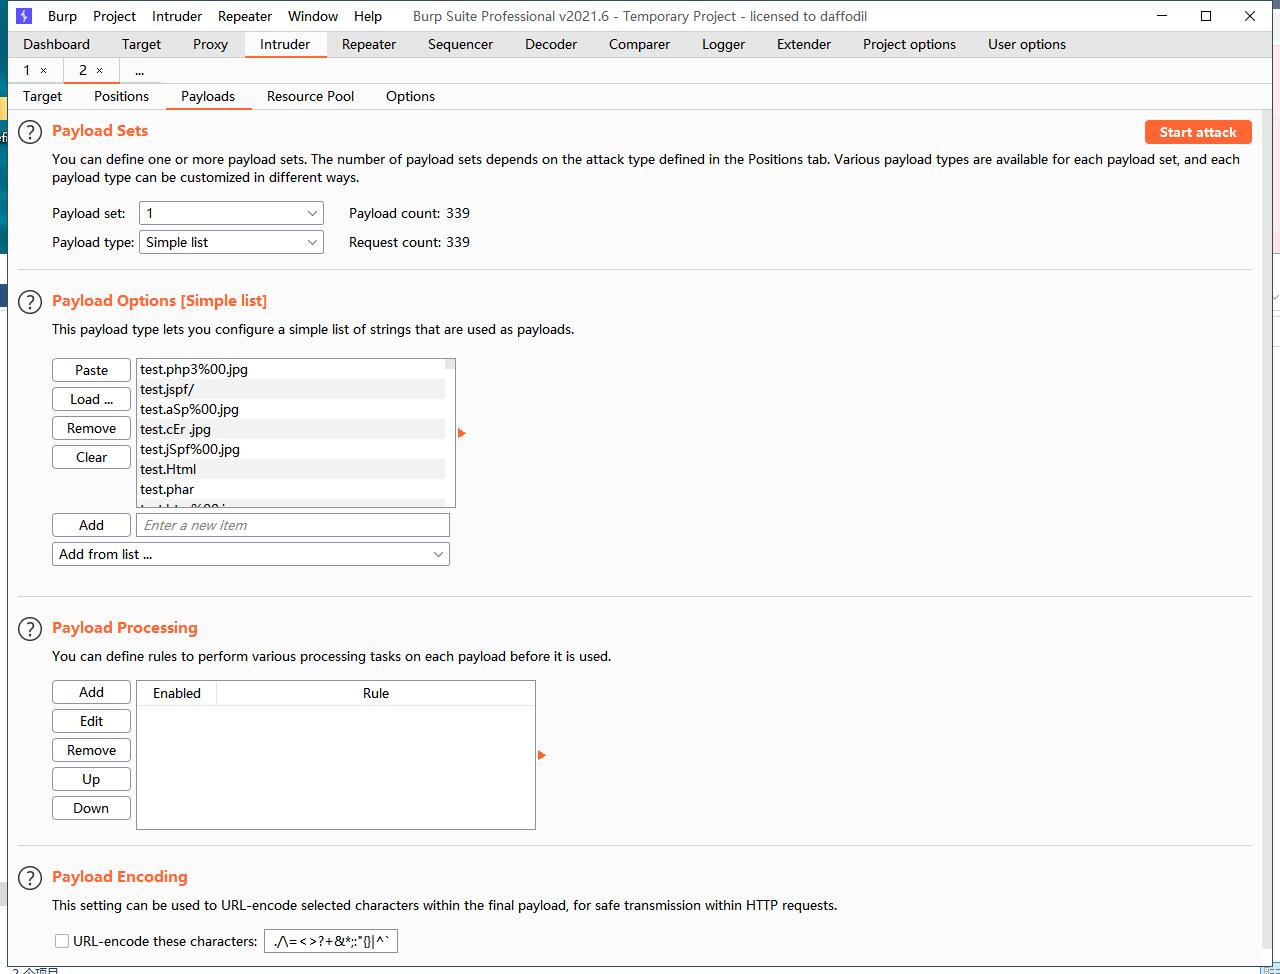 Burp Project Intruder Repeater Window Help Burp Suite Professional v2021.6 - Temporary Project - licensed to daffodil
Dashboard Target Proxy Intruder Repeater Sequencer Decoder Comparer Logger Extender Project options User options
1 × 2 × ...
Target Positions Payloads Resource Pool Options
? Payload Sets Start attack
You can define one or more payload sets. The number of payload sets depends on the attack type defined in the Positions tab. Various payload types are available for each payload set, and each
payload type can be customized in different ways.
Payload set: 1 Payload count: 339
Payload type: Simple list Request count: 339
? Payload Options [Simple list]
This payload type lets you configure a simple list of strings that are used as payloads.
Paste test.php3%00.jpg
test.jspf/
Load ... test.aSp%00.jpg
Remove test.cEr .jpg
test.jSpf%00.jpg
Clear test.Html
test.phar
Add Enter a new item
Add from list ...
? Payload Processing
You can define rules to perform various processing tasks on each payload before it is used.
Add Enabled Rule
Edit
Remove
Up
Down
? Payload Encoding
This setting can be used to URL-encode selected characters within the final payload, for safe transmission within HTTP requests.
URL-encode these characters: ./\=<>?+&*;:"{}|^`